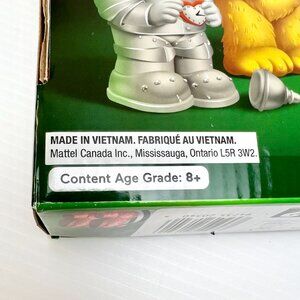 MADE IN VIETNAM. FABRIQUÉ AU VIETNAM.
Mattel Canada Inc., Mississauga, Ontario L5R 3W2.
Content Age Grade: 8+